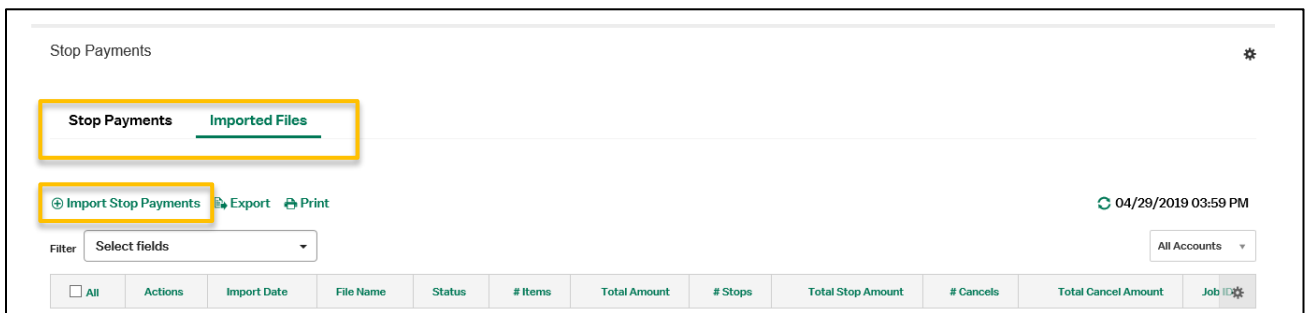 Stop Payments
Stop Payments Imported Files
Import Stop Payments Export Print 04/29/2019 03:59 PM
Filter Select fields All Accounts
All Actions Import Date File Name Status # Items Total Amount # Stops Total Stop Amount # Cancels Total Cancel Amount Job ID